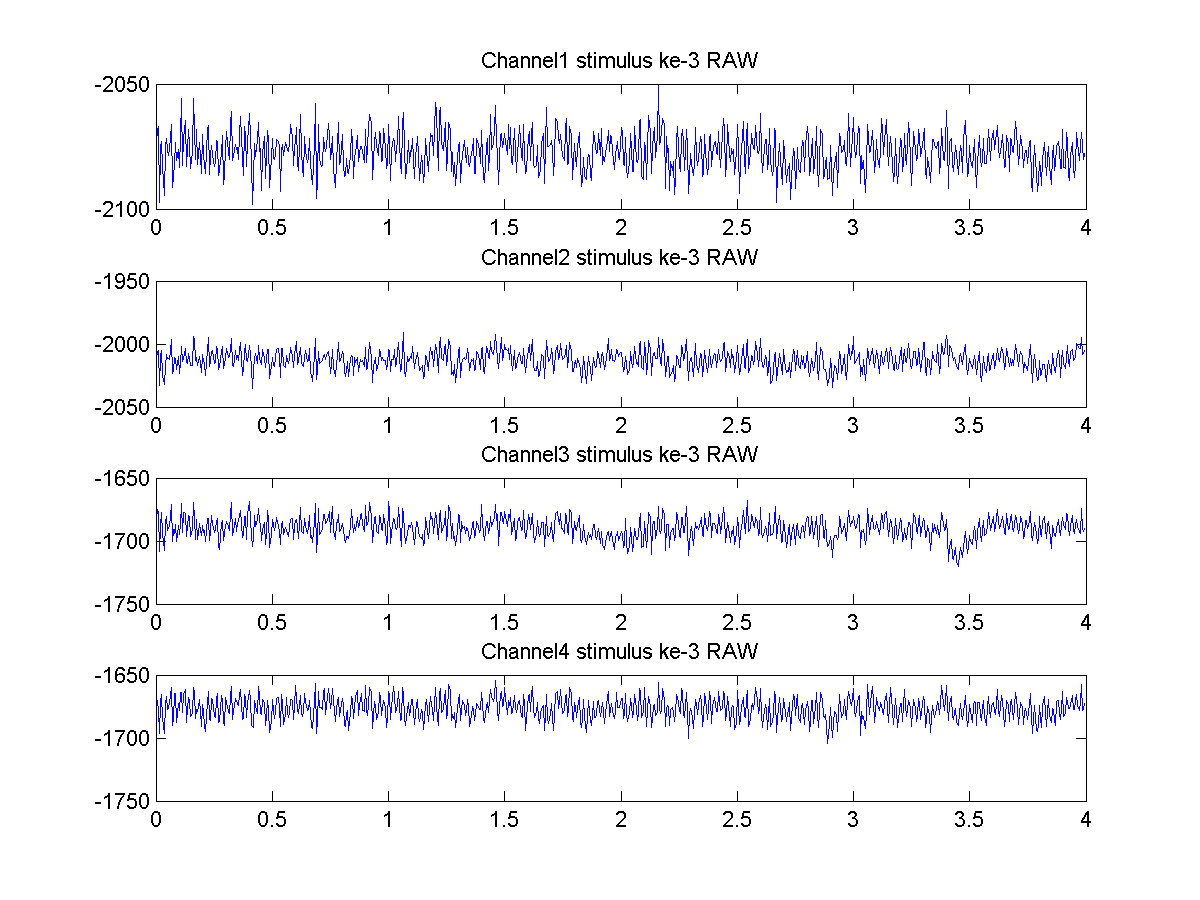 Channel1 stimulus ke-3 RAW
-2050
-2100
0 0.5 1 1.5 2 2.5 3 3.5 4
Channel2 stimulus ke-3 RAW
-1950
-2000
-2050
0 0.5 1 1.5 2 2.5 3 3.5 4
Channel3 stimulus ke-3 RAW
-1650
-1700
-1750
0 0.5 1 1.5 2 2.5 3 3.5 4
Channel4 stimulus ke-3 RAW
-1650
-1700
-1750
0 0.5 1 1.5 2 2.5 3 3.5 4